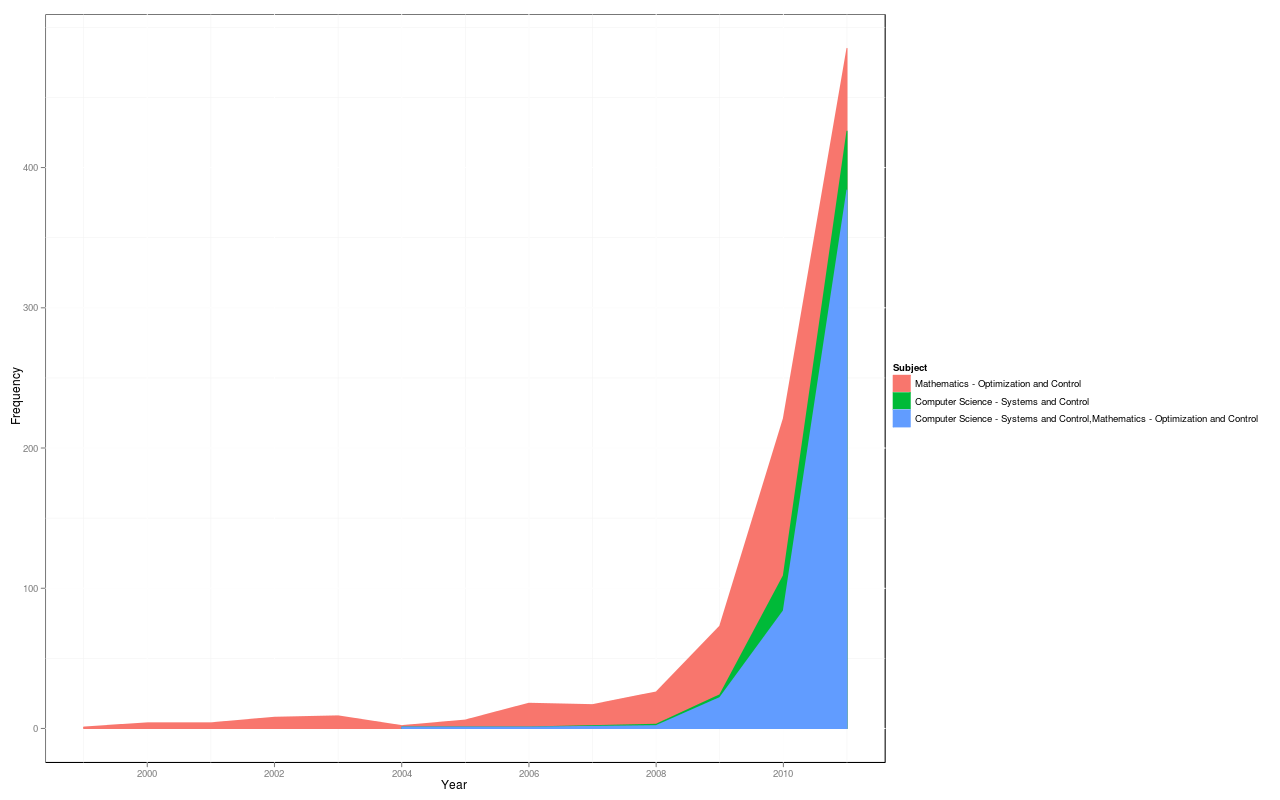 Frequency
400
300
200
100
0
2000
2002
2004
2006
2008
2010
Year
Subject
Mathematics - Optimization and Control
Computer Science - Systems and Control
Computer Science - Systems and Control,Mathematics - Optimization and Control